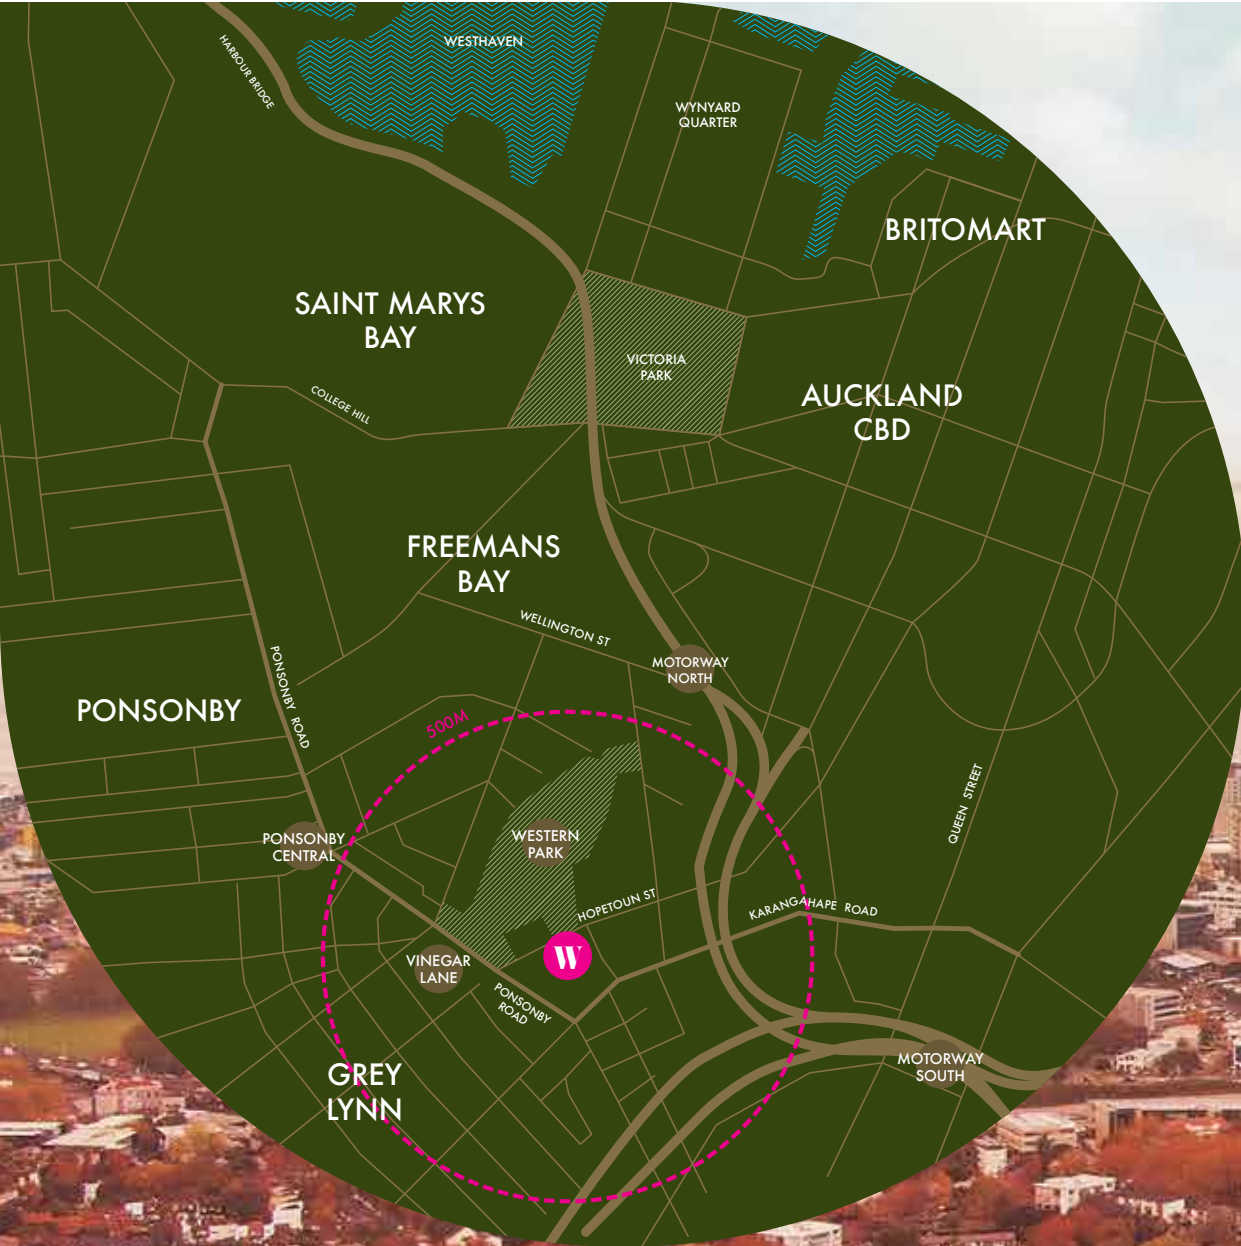 WESTHAVEN
HARBOUR BRIDGE
WYNYARD
QUARTER
BRITOMART
SAINT MARYS
BAY
VICTORIA
PARK
COLLEGE HILL
AUCKLAND
CBD
FREEMANS
BAY
WELLINGTON ST
MOTORWAY
NORTH
PONSONBY ROAD
PONSONBY
500M
QUEEN STREET
PONSONBY
CENTRAL
WESTERN
PARK
HOPETOUN ST
KARANGAHAPE ROAD
W
VINEGAR
LANE
PONSONBY
ROAD
MOTORWAY
SOUTH
GREY
LYNN